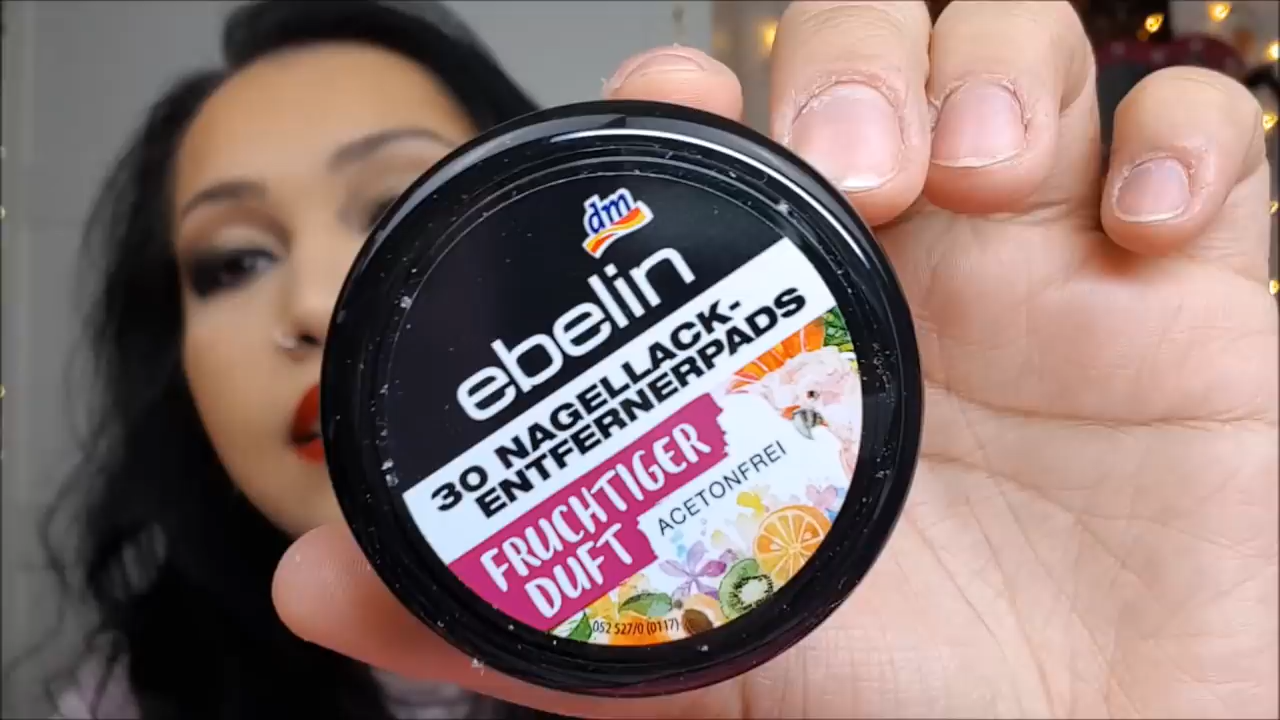 dm
ebelin
30 NAGELLACK-
ENTFERNERPADS
FRUCHTIGER
DUFT
ACETONFREI
052 527/0 (0117)